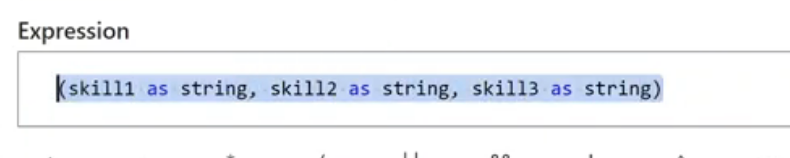 Expression
(skill1 as string, skill2 as string, skill3 as string)